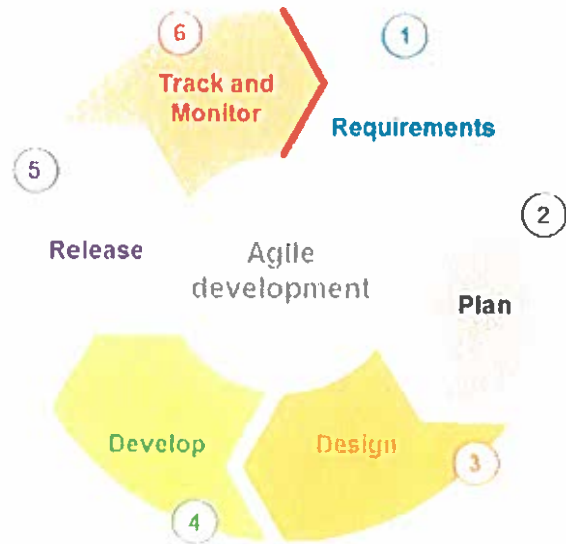 6
Track and
Monitor
1
Requirements
2
Plan
3
Design
4
Develop
5
Release
Agile
development